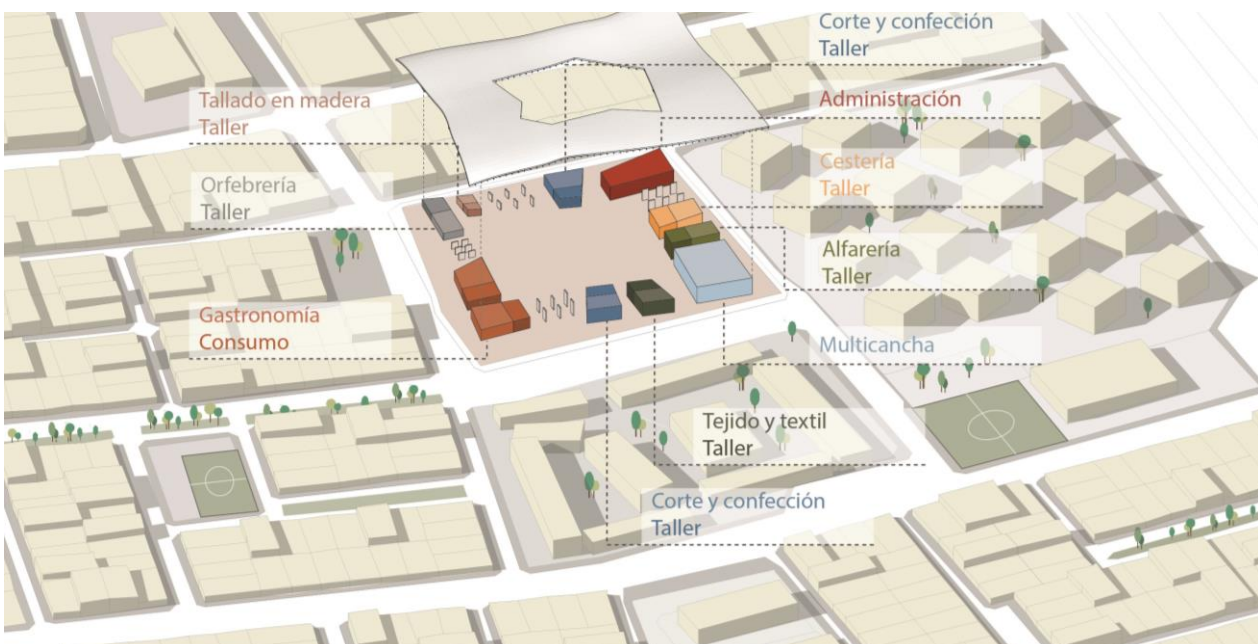 Corte y confección
Taller
Tallado en madera
Taller
Administración
Orfebrería
Taller
Cestería
Taller
Alfarería
Taller
Gastronomía
Consumo
Multicancha
Tejido y textil
Taller
Corte y confección
Taller